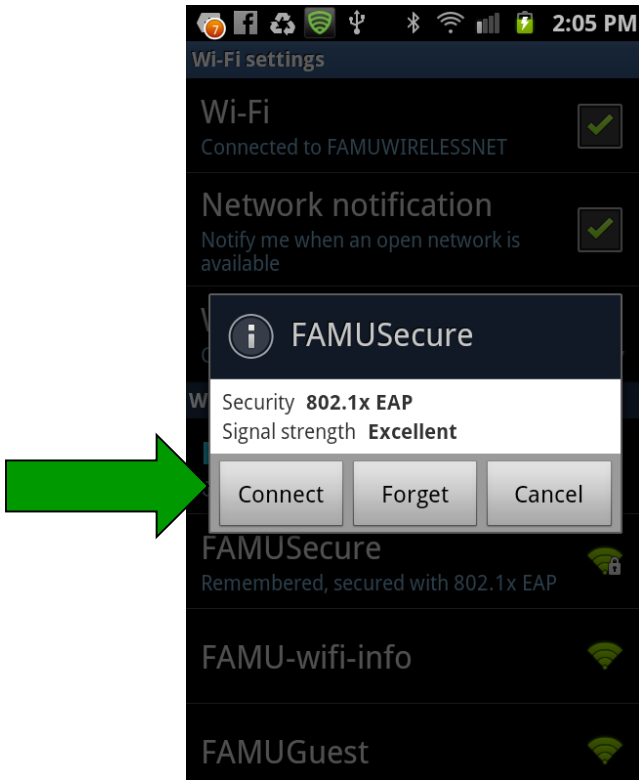 7
2:05 PM
Wi-Fi settings
Wi-Fi
Connected to FAMUWIRELESSNET
Network notification
Notify me when an open network is
available
FAMUSecure
Security 802.1x EAP
Signal strength Excellent
Connect Forget Cancel
FAMUSecure
Remembered, secured with 802.1x EAP
FAMU-wifi-info
FAMUGuest